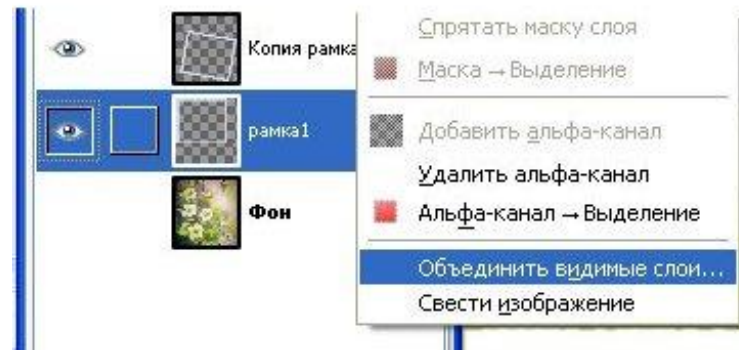 Спрятать маску слоя
Копия рамка
Маска → Выделение
рамка1
Добавить альфа-канал
Удалить альфа-канал
Фон
Альфа-канал → Выделение
Объединить видимые слои...
Свести изображение